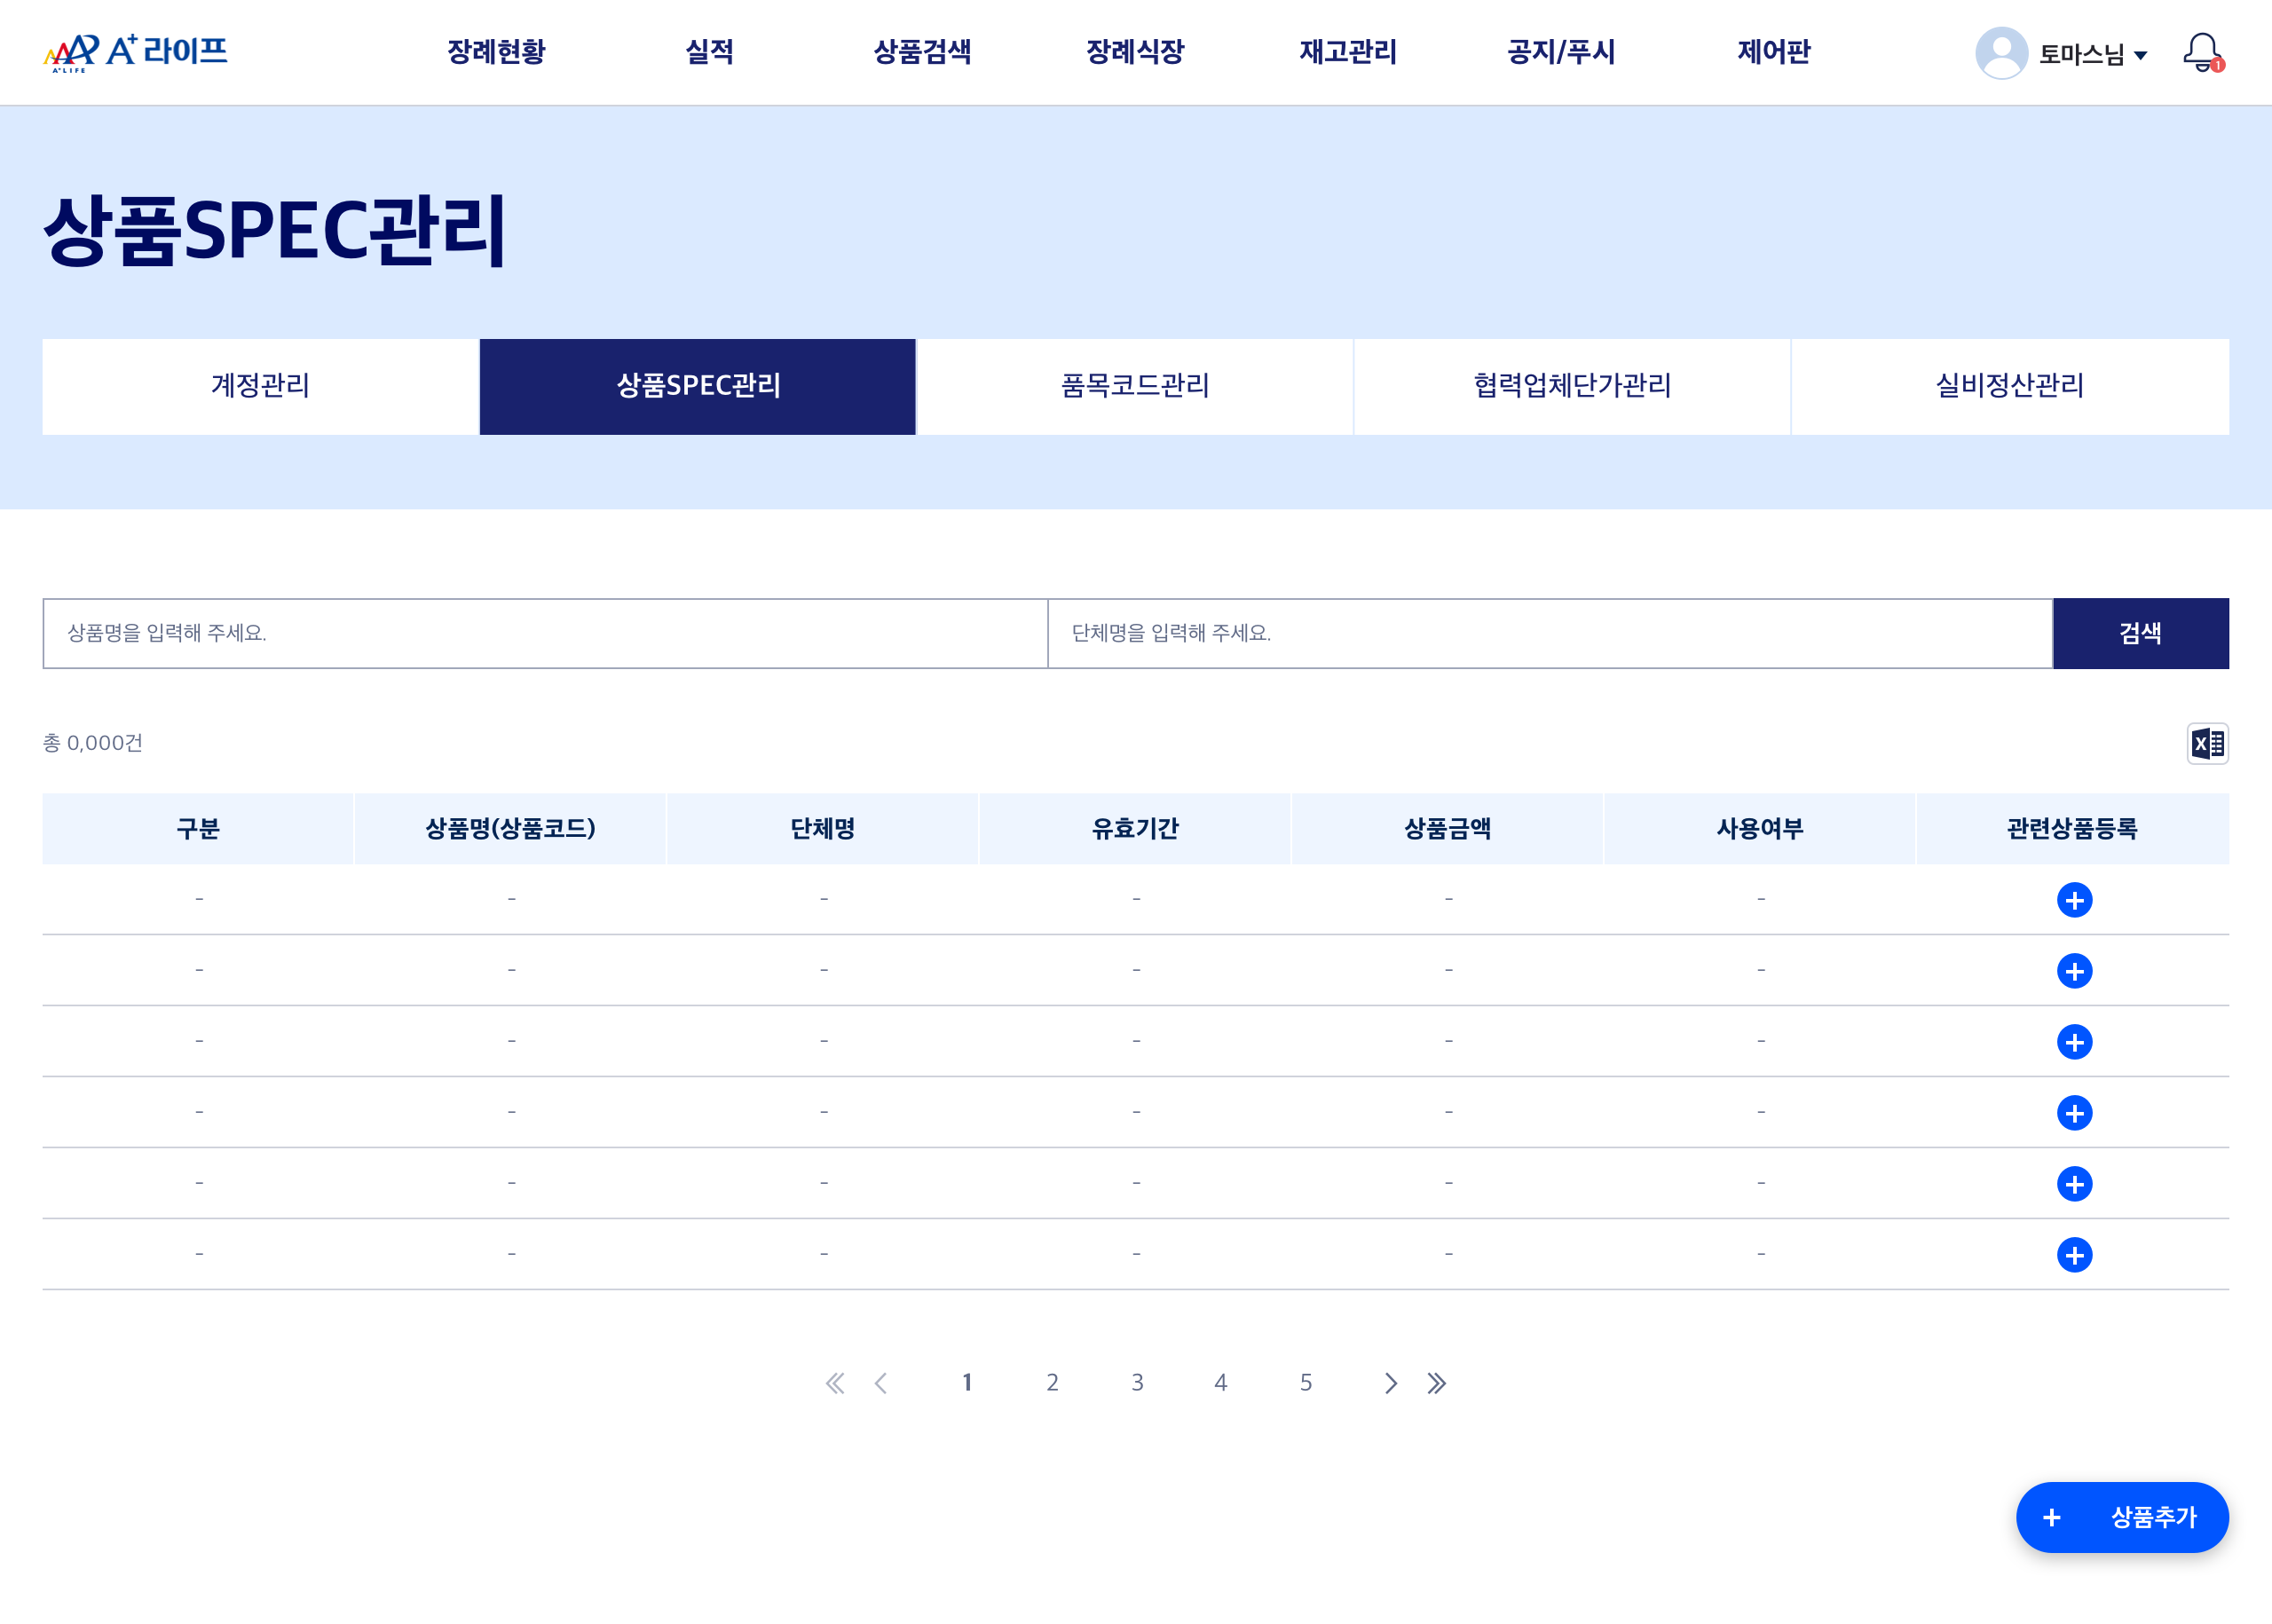 A+LIFE A+ 라이프 장례현황 실적 상품검색 장례식장 재고관리 공지/푸시 제어판 토마스님 1
상품SPEC관리
계정관리 상품SPEC관리 품목코드관리 협력업체단가관리 실비정산관리
상품명을 입력해 주세요. 단체명을 입력해 주세요. 검색
총 0,000건 X
구분 상품명(상품코드) 단체명 유효기간 상품금액 사용여부 관련상품등록
- - - - - - +
- - - - - - +
- - - - - - +
- - - - - - +
- - - - - - +
- - - - - - +
1 2 3 4 5
+ 상품추가